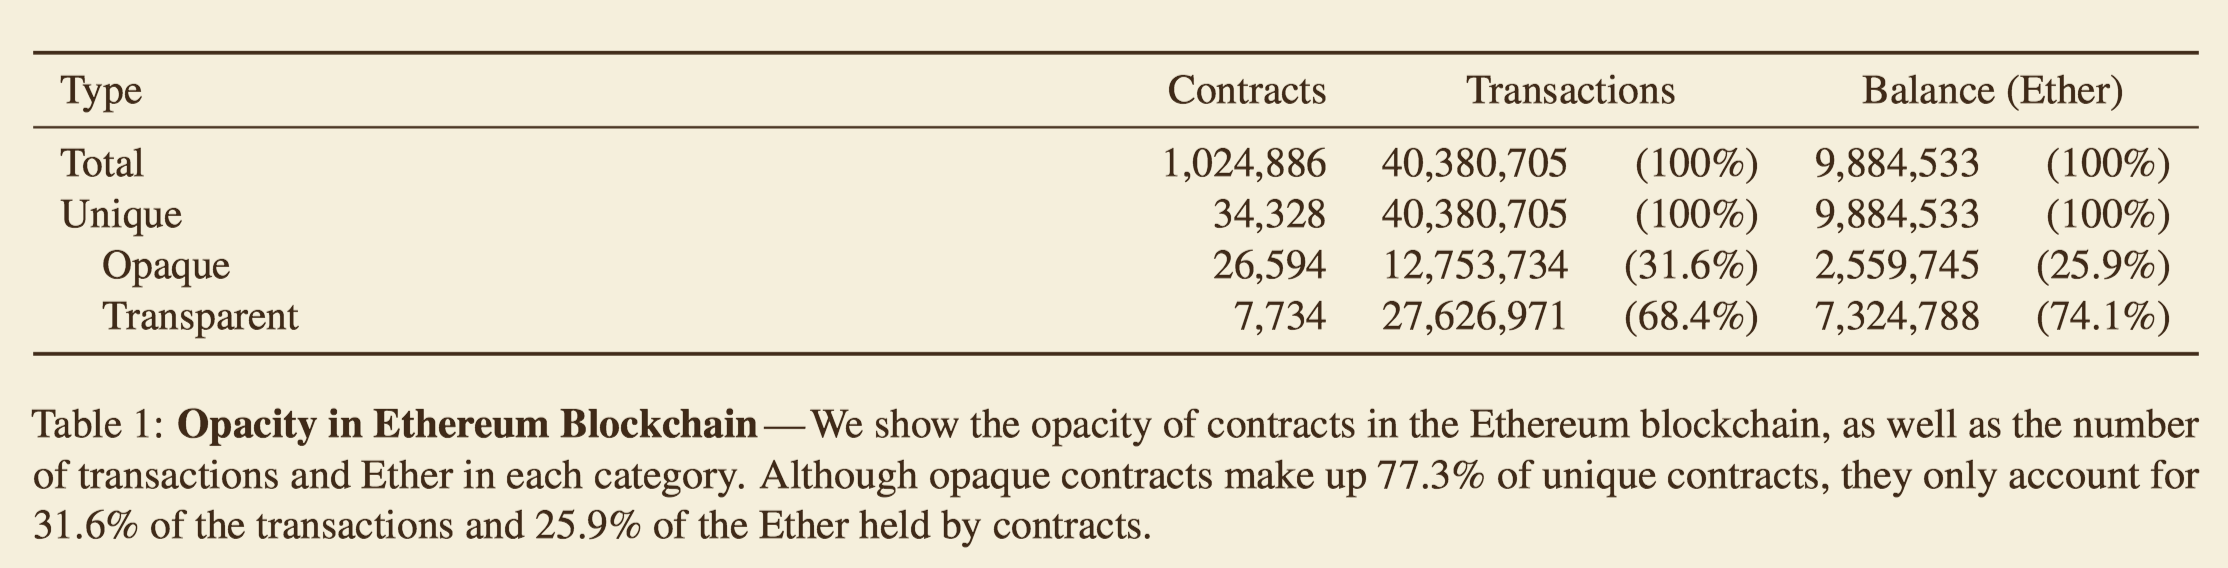 Type Contracts Transactions Balance (Ether)
Total 1,024,886 40,380,705 (100%) 9,884,533 (100%)
Unique 34,328 40,380,705 (100%) 9,884,533 (100%)
Opaque 26,594 12,753,734 (31.6%) 2,559,745 (25.9%)
Transparent 7,734 27,626,971 (68.4%) 7,324,788 (74.1%)
Table 1: Opacity in Ethereum Blockchain—We show the opacity of contracts in the Ethereum blockchain, as well as the number
of transactions and Ether in each category. Although opaque contracts make up 77.3% of unique contracts, they only account for
31.6% of the transactions and 25.9% of the Ether held by contracts.